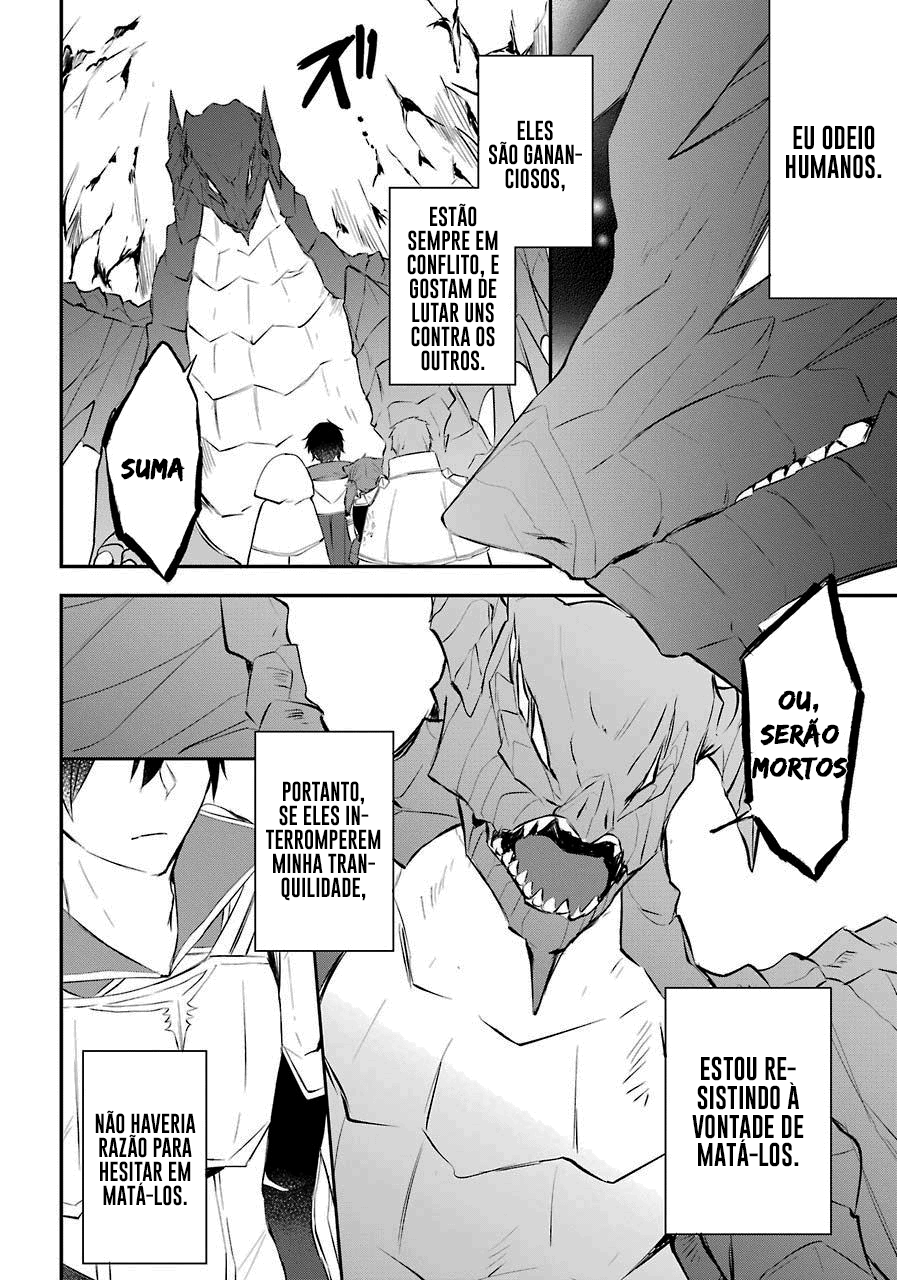 EU ODEIO
HUMANOS.
ELES
SÃO GANAN-
CIOSOS,
ESTÃO
SEMPRE EM
CONFLITO, E
GOSTAM DE
LUTAR UNS
CONTRA OS
OUTROS.
ズッ
SUMA
OU,
SERÃO
MORTOS
ESTOU RE-
SISTINDO À
VONTADE DE
MATÁ-LOS.
PORTANTO,
SE ELES IN-
TERROMPEREM
MINHA TRAN-
QUILIDADE,
NÃO HAVERIA
RAZÃO PARA
HESITAR EM
MATÁ-LOS.